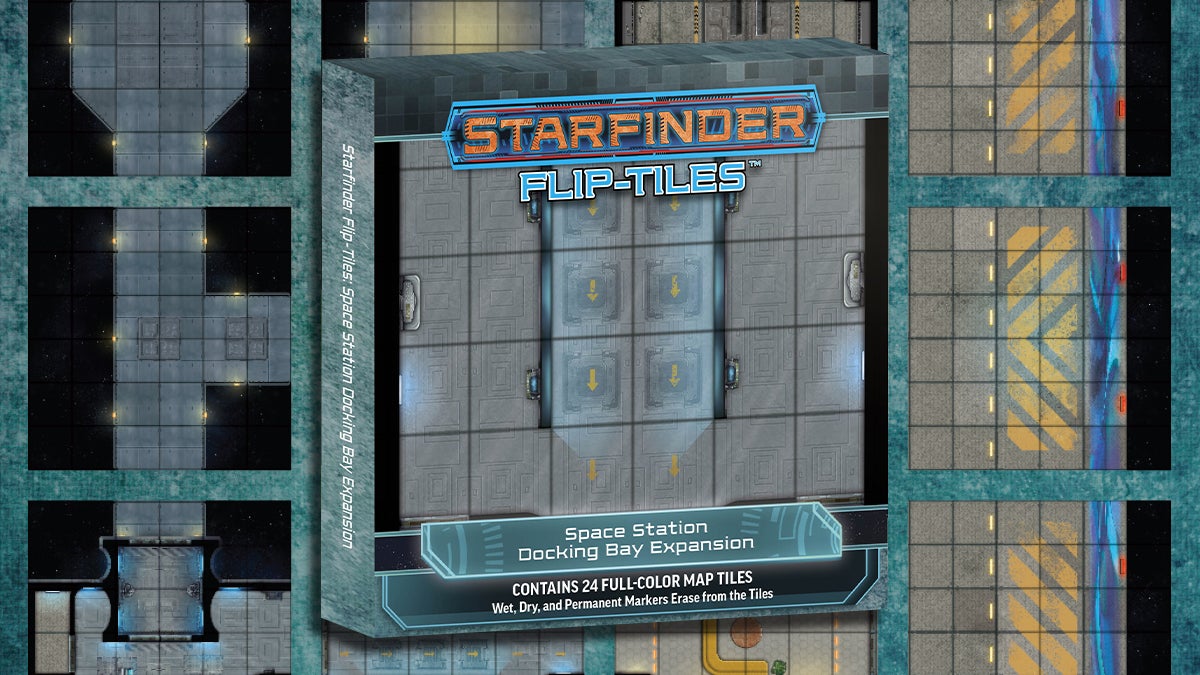 STARFINDER
FLIP-TILES™
Starfinder Flip-Tiles: Space Station Docking Bay Expansion
Space Station
Docking Bay Expansion
CONTAINS 24 FULL-COLOR MAP TILES
Wet, Dry, and Permanent Markers Erase from the Tiles